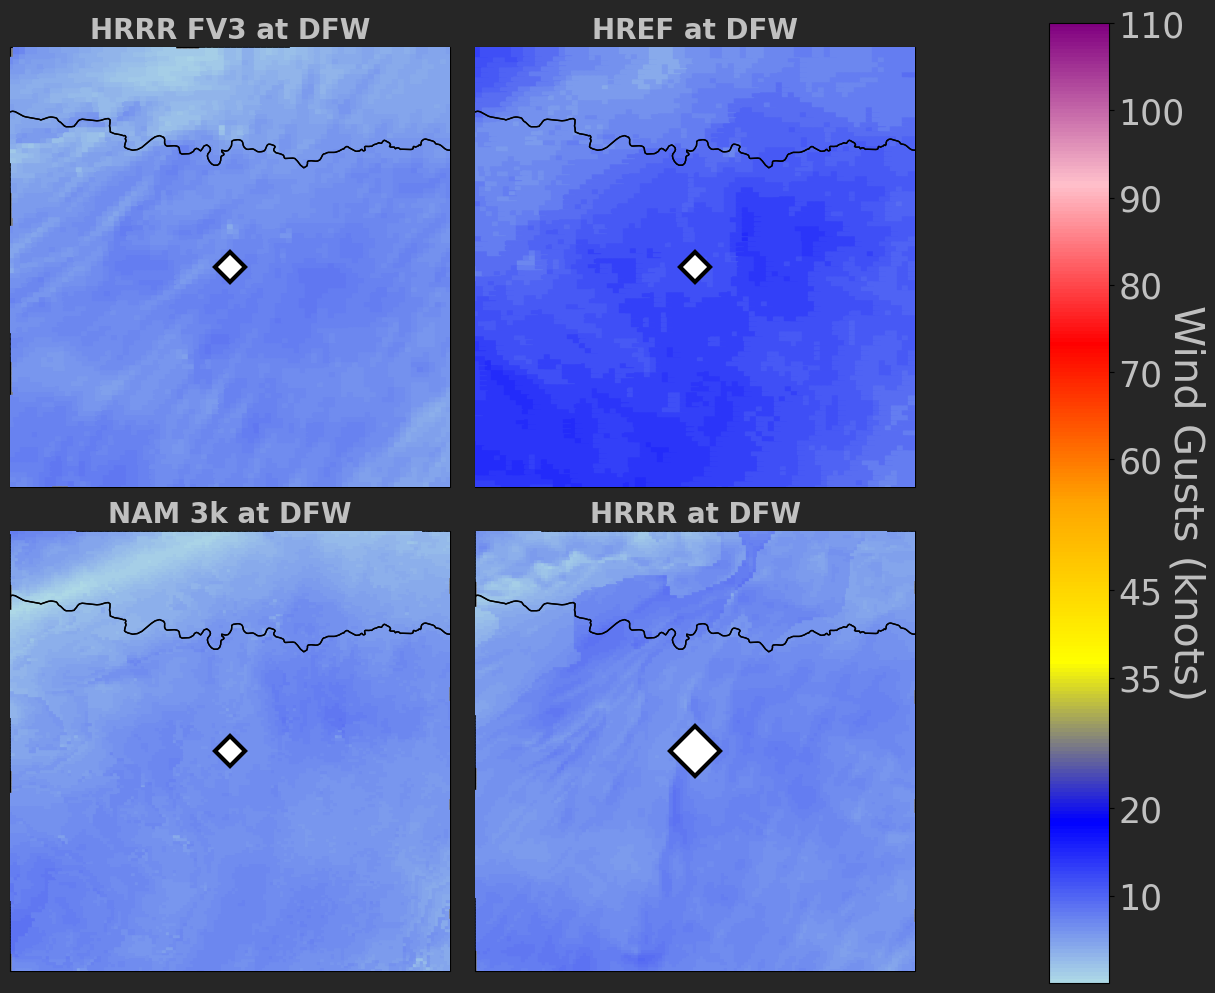 HRRR FV3 at DFW
HREF at DFW
NAM 3k at DFW
HRRR at DFW
110
100
90
80
70
60
45
35
20
10
Wind Gusts (knots)